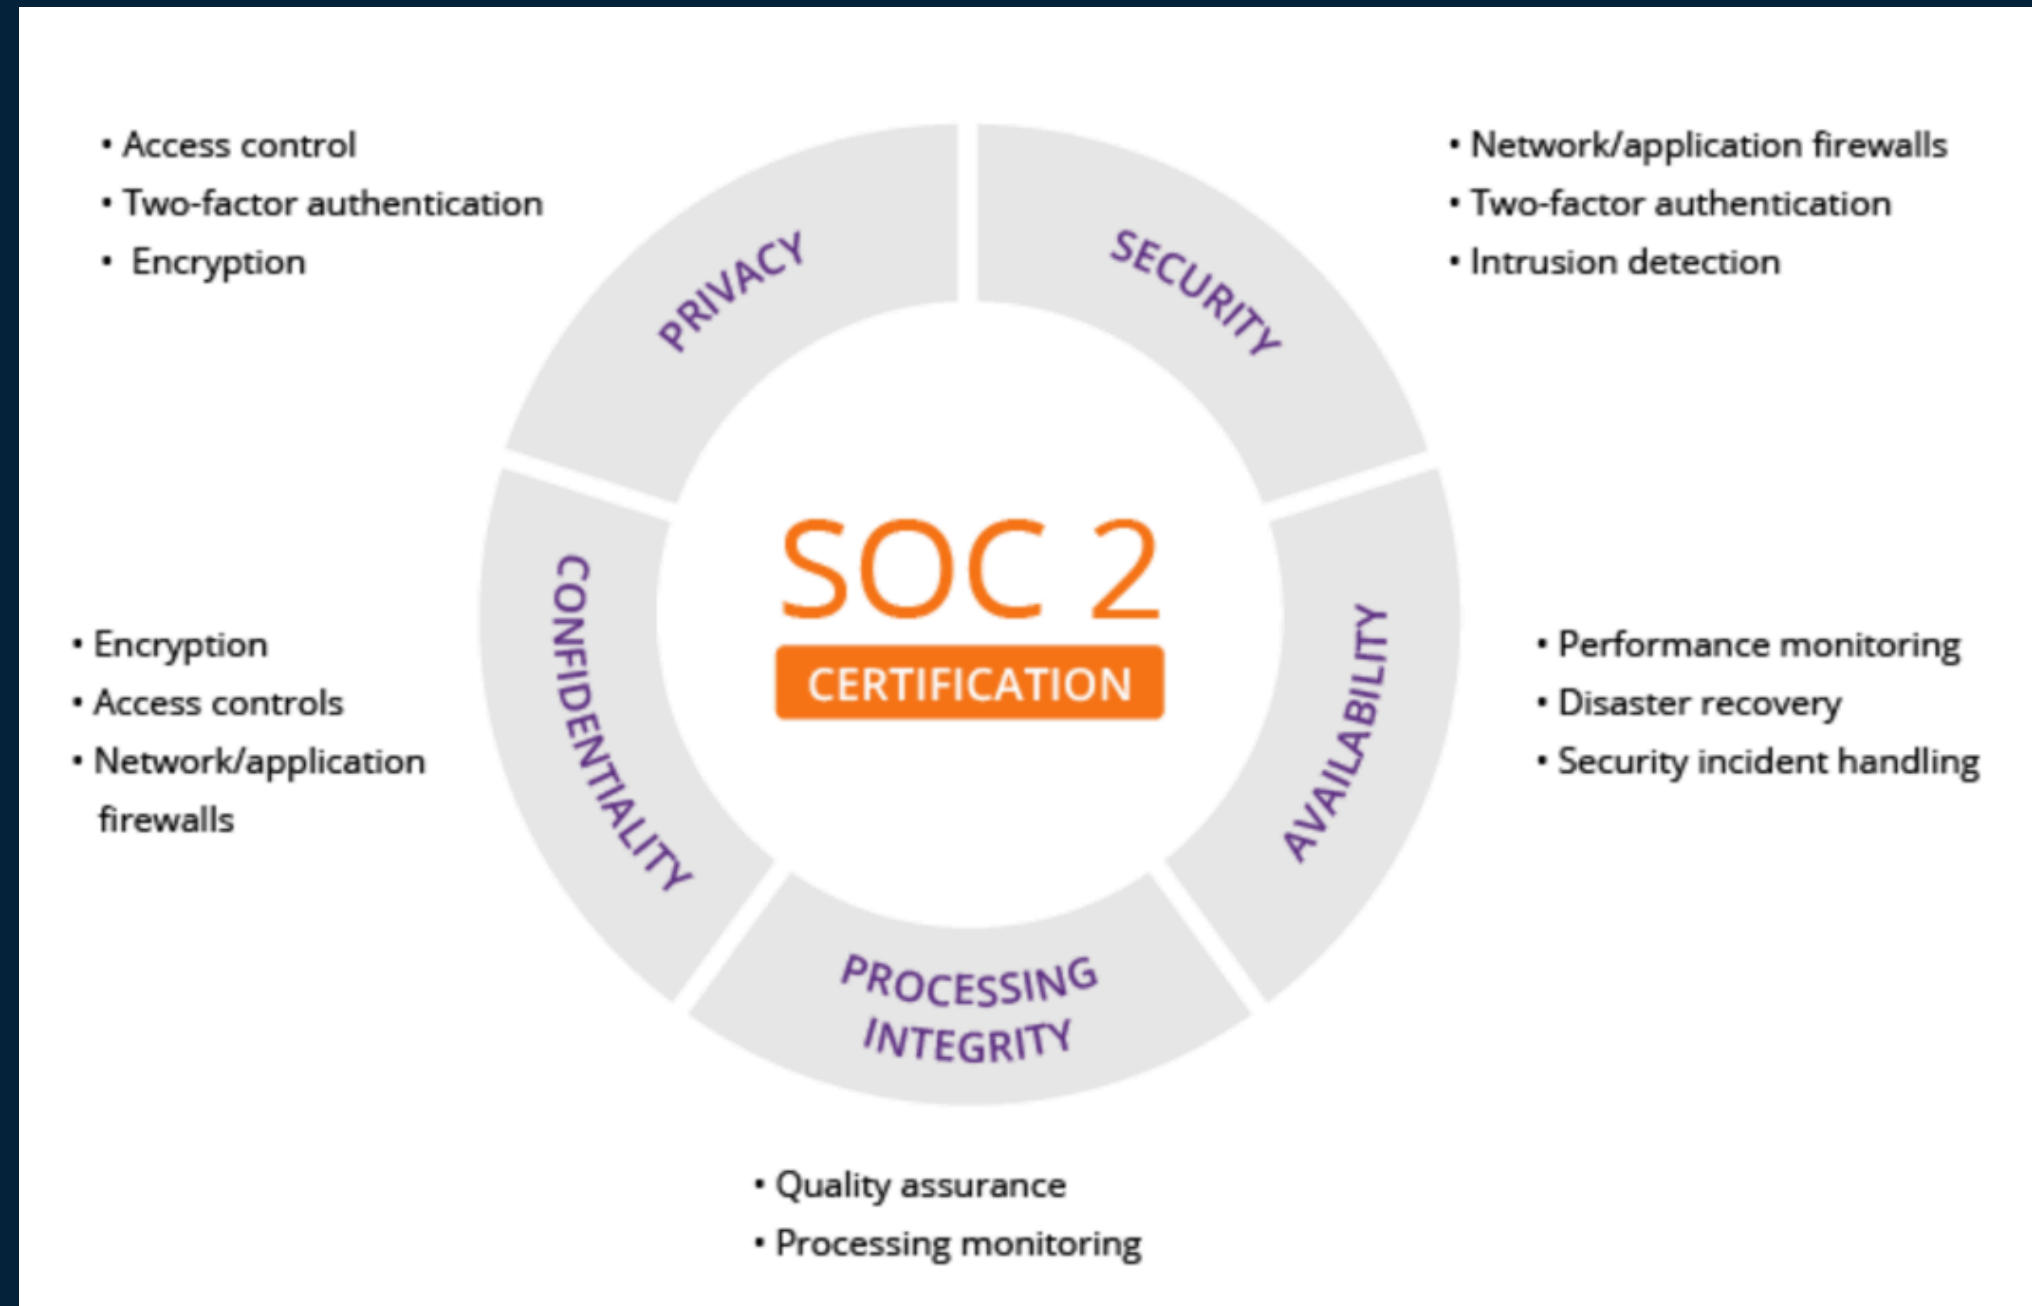 • Access control
• Two-factor authentication
• Encryption
PRIVACY
SECURITY
• Network/application firewalls
• Two-factor authentication
• Intrusion detection
SOC 2
CERTIFICATION
• Encryption
• Access controls
• Network/application
firewalls
CONFIDENTIALITY
AVAILABILITY
• Performance monitoring
• Disaster recovery
• Security incident handling
PROCESSING
INTEGRITY
• Quality assurance
• Processing monitoring